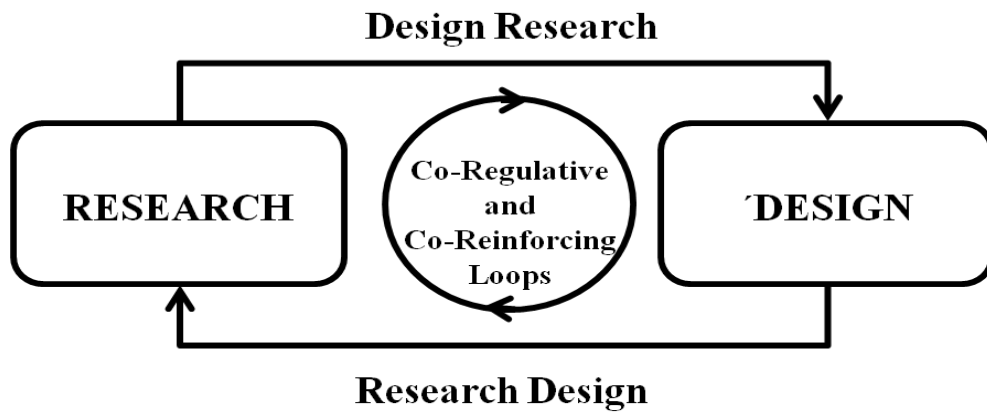 Design Research
RESEARCH
Co-Regulative
and
Co-Reinforcing
Loops
´DESIGN
Research Design